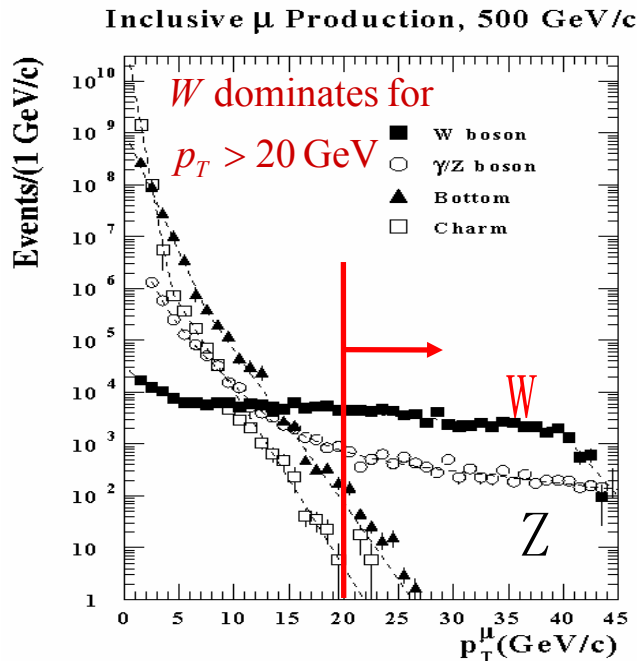 Inclusive μ Production, 500 GeV/c
W dominates for
p_T > 20 GeV
W boson
γ/Z boson
Bottom
Charm
Events/(1 GeV/c)
10^10
10^9
10^8
10^7
10^6
10^5
10^4
10^3
10^2
10
1
W
Z
0 5 10 15 20 25 30 35 40 45
p_T^μ(GeV/c)